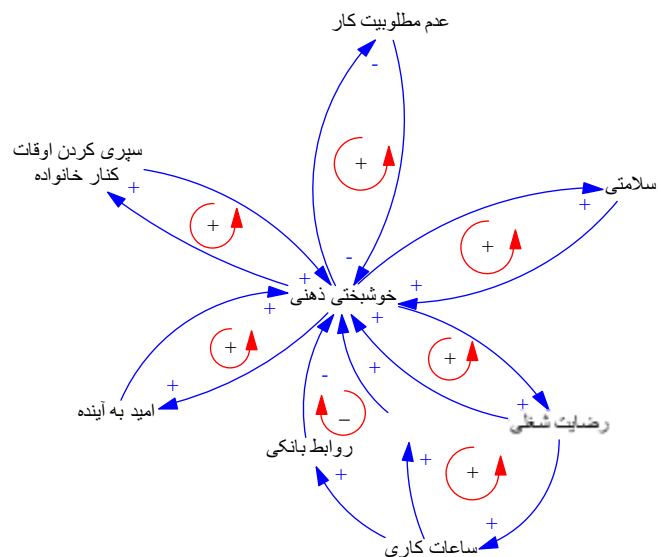 عدم مطلوبیت کار
-
+
سپری کردن اوقات
کنار خانواده
+
+
سلامتی
+
+
-
+
+
خوشبختی ذهنی
+
+
+
+
+
+
امید به آینده
+
-
−
+
رضایت شغلی
روابط بانکی
+
+
+
+
ساعات کاری